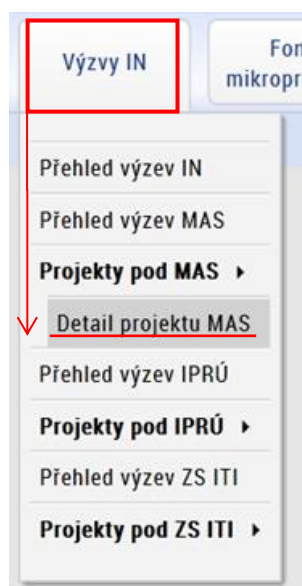 Výzvy IN
Přehled výzev IN
Přehled výzev MAS
Projekty pod MAS
Detail projektu MAS
Přehled výzev IPRÚ
Projekty pod IPRÚ
Přehled výzev ZS ITI
Projekty pod ZS ITI